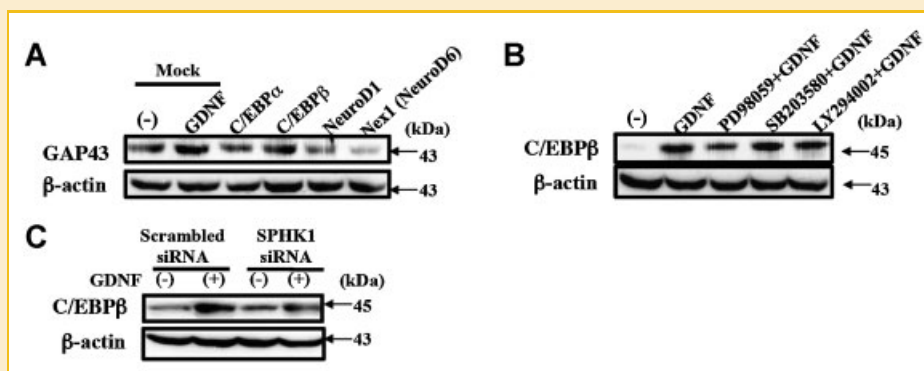 A
Mock
(-)
GDNF
C/EBPα
C/EBPβ
NeuroD1
Nex1 (NeuroD6)
(kDa)
GAP43
43
β-actin
43
B
(-)
GDNF
PD98059+GDNF
SB203580+GDNF
LY294002+GDNF
(kDa)
C/EBPβ
45
β-actin
43
C
Scrambled siRNA
SPHK1 siRNA
GDNF (-) (+) (-) (+) (kDa)
C/EBPβ
45
β-actin
43